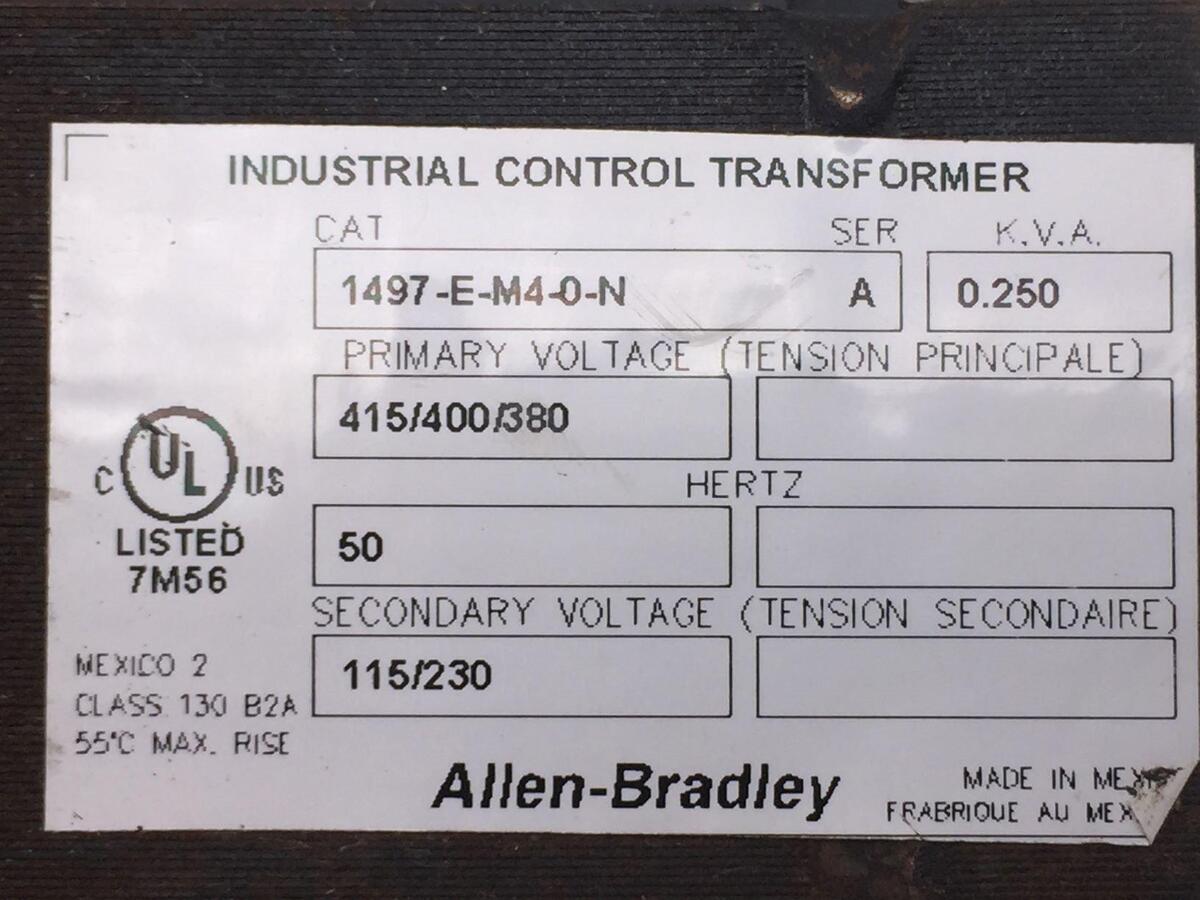 INDUSTRIAL CONTROL TRANSFORMER
CAT SER K.V.A.
1497-E-M4-0-N A 0.250
PRIMARY VOLTAGE (TENSION PRINCIPALE)
415/400/380
HERTZ
50
SECONDARY VOLTAGE (TENSION SECONDAIRE)
115/230
C UL US
LISTED
7M56
MEXICO 2
CLASS 130 B2A
55°C MAX. RISE
Allen-Bradley
MADE IN
FRABRIQUE AU